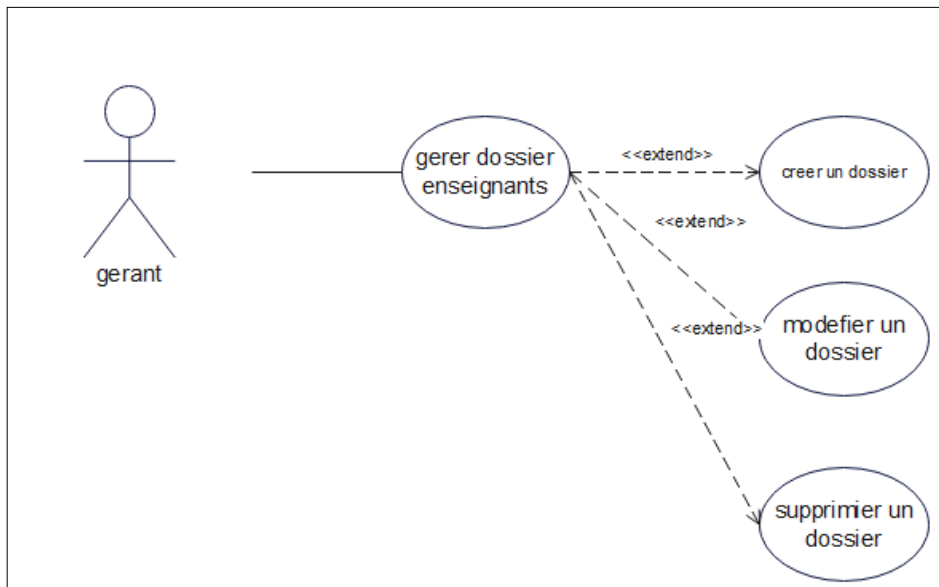 gerer dossier
enseignants
<<extend>>
creer un dossier
<<extend>>
gerant
<<extend>>
modefier un
dossier
supprimier un
dossier